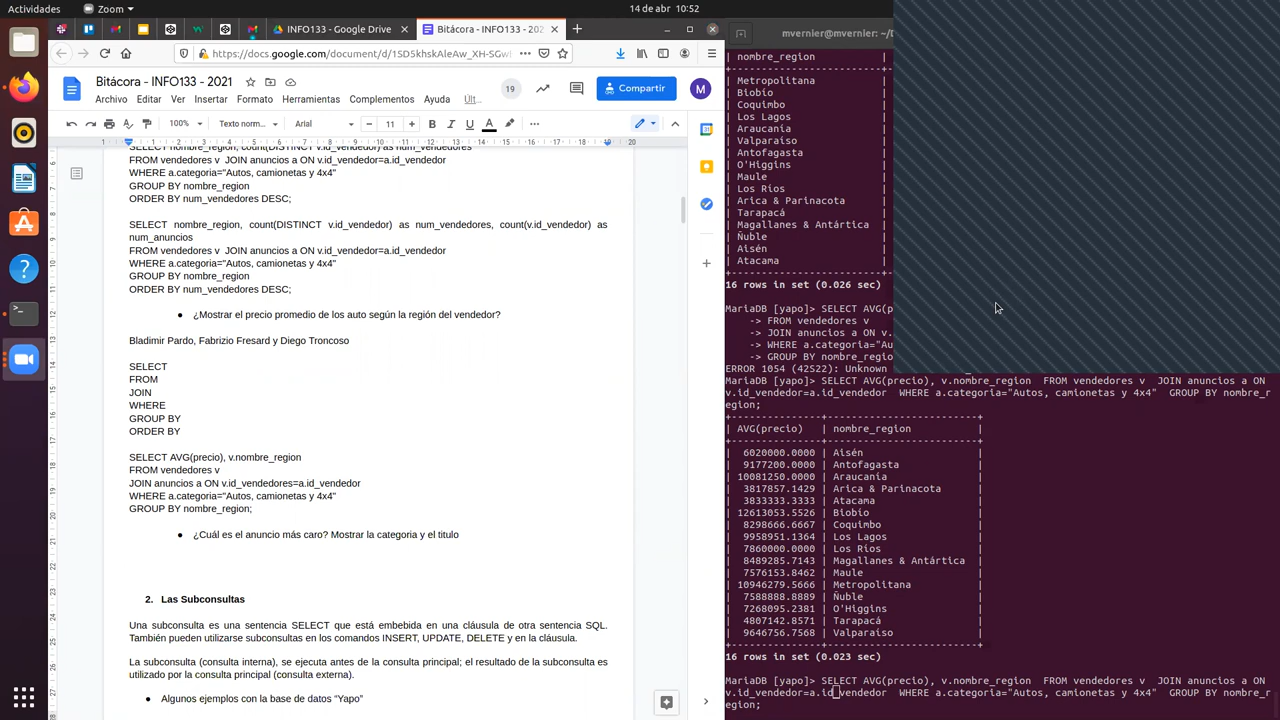 Actividades
Zoom
14 de abr 10:52
INFO133 – Google Drive
Bitácora - INFO133 - 202
mvernier@mvernier: ~/D
https://docs.google.com/document/d/1SD5khskAleAw_XH-SGwI
Bitácora - INFO133 - 2021
19
Compartir
M
Archivo Editar Ver Insertar Formato Herramientas Complementos Ayuda Últ...
100% Texto norm... Arial 11
SELECT nombre_region, count(DISTINCT v.id_vendedor) as num_vendedores
FROM vendedores v JOIN anuncios a ON v.id_vendedor=a.id_vendedor
WHERE a.categoria="Autos, camionetas y 4x4"
GROUP BY nombre_region
ORDER BY num_vendedores DESC;
SELECT nombre_region, count(DISTINCT v.id_vendedor) as num_vendedores, count(v.id_vendedor) as
num_anuncios
FROM vendedores v JOIN anuncios a ON v.id_vendedor=a.id_vendedor
WHERE a.categoria="Autos, camionetas y 4x4"
GROUP BY nombre_region
ORDER BY num_vendedores DESC;
● ¿Mostrar el precio promedio de los auto según la región del vendedor?
Bladimir Pardo, Fabrizio Fresard y Diego Troncoso
SELECT
FROM
JOIN
WHERE
GROUP BY
ORDER BY
SELECT AVG(precio), v.nombre_region
FROM vendedores v
JOIN anuncios a ON v.id_vendedores=a.id_vendedor
WHERE a.categoria="Autos, camionetas y 4x4"
GROUP BY nombre_region;
● ¿Cuál es el anuncio más caro? Mostrar la categoria y el titulo
2. Las Subconsultas
Una subconsulta es una sentencia SELECT que está embebida en una cláusula de otra sentencia SQL.
También pueden utilizarse subconsultas en los comandos INSERT, UPDATE, DELETE y en la cláusula.
La subconsulta (consulta interna), se ejecuta antes de la consulta principal; el resultado de la subconsulta es
utilizado por la consulta principal (consulta externa).
● Algunos ejemplos con la base de datos "Yapo"
| nombre_region |
| Metropolitana |
| Biobío |
| Coquimbo |
| Los Lagos |
| Araucanía |
| Valparaíso |
| Antofagasta |
| O'Higgins |
| Maule |
| Los Ríos |
| Arica & Parinacota |
| Tarapacá |
| Magallanes & Antártica |
| Ñuble |
| Aisén |
| Atacama |
16 rows in set (0.026 sec)
MariaDB [yapo]> SELECT AVG(p
-> FROM vendedores v
-> JOIN anuncios a ON v.
-> WHERE a.categoria="Au
-> GROUP BY nombre_regio
ERROR 1054 (42S22): Unknown
MariaDB [yapo]> SELECT AVG(precio), v.nombre_region FROM vendedores v JOIN anuncios a ON
v.id_vendedor=a.id_vendedor WHERE a.categoria="Autos, camionetas y 4x4" GROUP BY nombre_r
egion;
| AVG(precio) | nombre_region |
| 6020000.0000 | Aisén |
| 9177200.0000 | Antofagasta |
| 10081250.0000 | Araucanía |
| 3817857.1429 | Arica & Parinacota |
| 3833333.3333 | Atacama |
| 12613053.5526 | Biobío |
| 8298666.6667 | Coquimbo |
| 9958951.1364 | Los Lagos |
| 7860000.0000 | Los Ríos |
| 8489285.7143 | Magallanes & Antártica |
| 7576153.8462 | Maule |
| 10946279.5666 | Metropolitana |
| 7588888.8889 | Ñuble |
| 7268095.2381 | O'Higgins |
| 4807142.8571 | Tarapacá |
| 9646756.7568 | Valparaíso |
16 rows in set (0.023 sec)
MariaDB [yapo]> SELECT AVG(precio), v.nombre_region FROM vendedores v JOIN anuncios a ON
v.id_vendedor=a.id_vendedor WHERE a.categoria="Autos, camionetas y 4x4" GROUP BY nombre_r
egion;